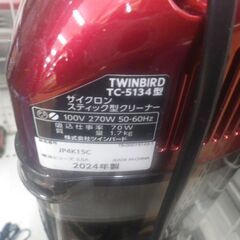 TWINBIRD
TC-5134型
サイクロン
スティック型クリーナー
100V 270W 50-60Hz
吸込仕事率 70W
質量 1.7kg
株式会社ツインバード
JP4K15C
MADE IN CHINA
2024年製